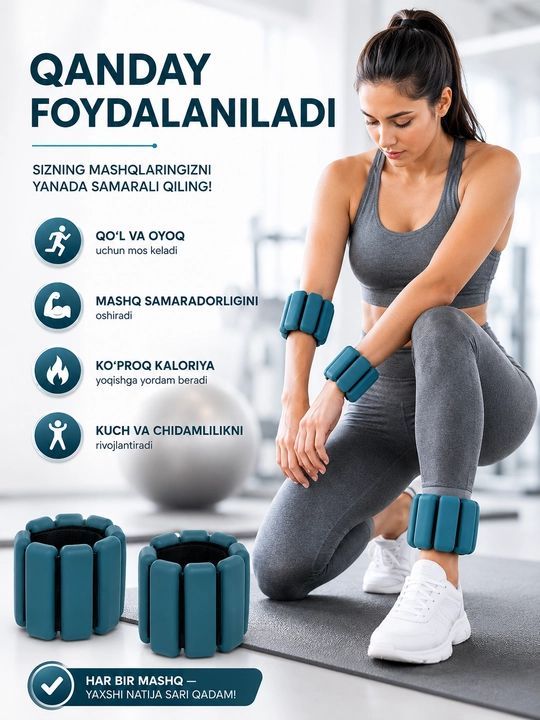 QANDAY
FOYDALANILADI
SIZNING MASHQLARINGIZNI
YANADA SAMARALI QILING!
QO‘L VA OYOQ
uchun mos keladi
MASHQ SAMARADORLIGINI
oshiradi
KO‘PROQ KALORIYA
yoqishga yordam beradi
KUCH VA CHIDAMLILIKNI
rivojlantiradi
HAR BIR MASHQ —
YAXSHI NATIJA SARI QADAM!